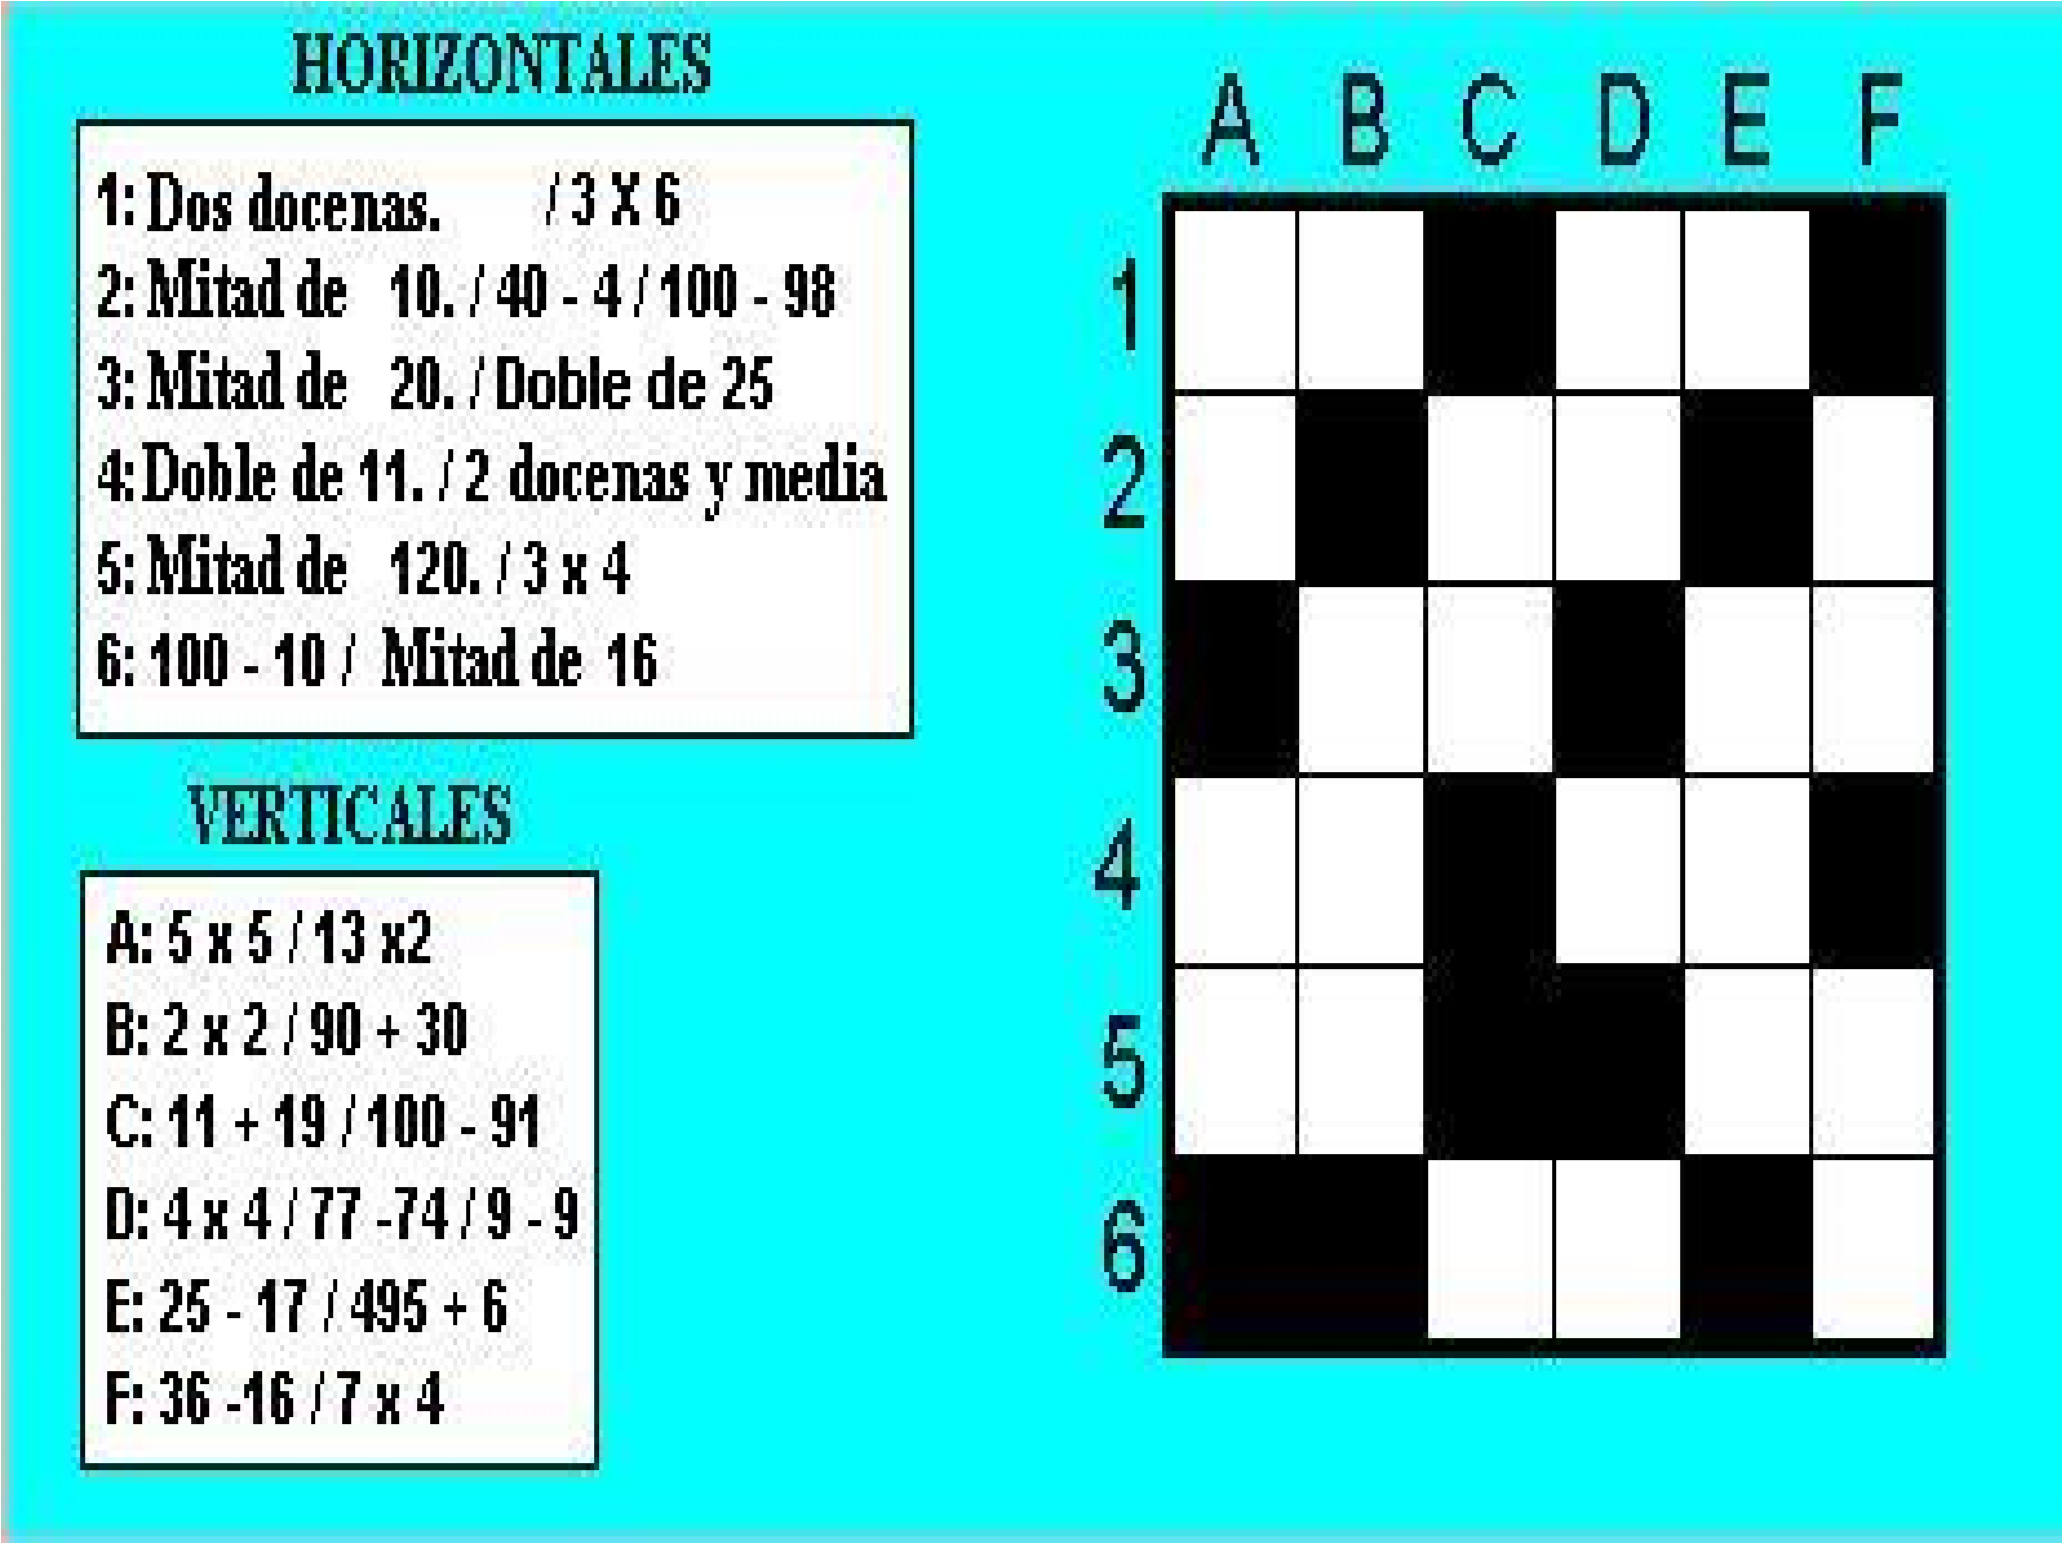 HORIZONTALES
1: Dos docenas. / 3 X 6
2: Mitad de 10. / 40 - 4 / 100 - 98
3: Mitad de 20. / Doble de 25
4: Doble de 11. / 2 docenas y media
5: Mitad de 120. / 3 x 4
6: 100 - 10 / Mitad de 16
VERTICALES
A: 5 x 5 / 13 x2
B: 2 x 2 / 90 + 30
C: 11 + 19 / 100 - 91
D: 4 x 4 / 77 -74 / 9 - 9
E: 25 - 17 / 495 + 6
F: 36 -16 / 7 x 4
A B C D E F
1
2
3
4
5
6